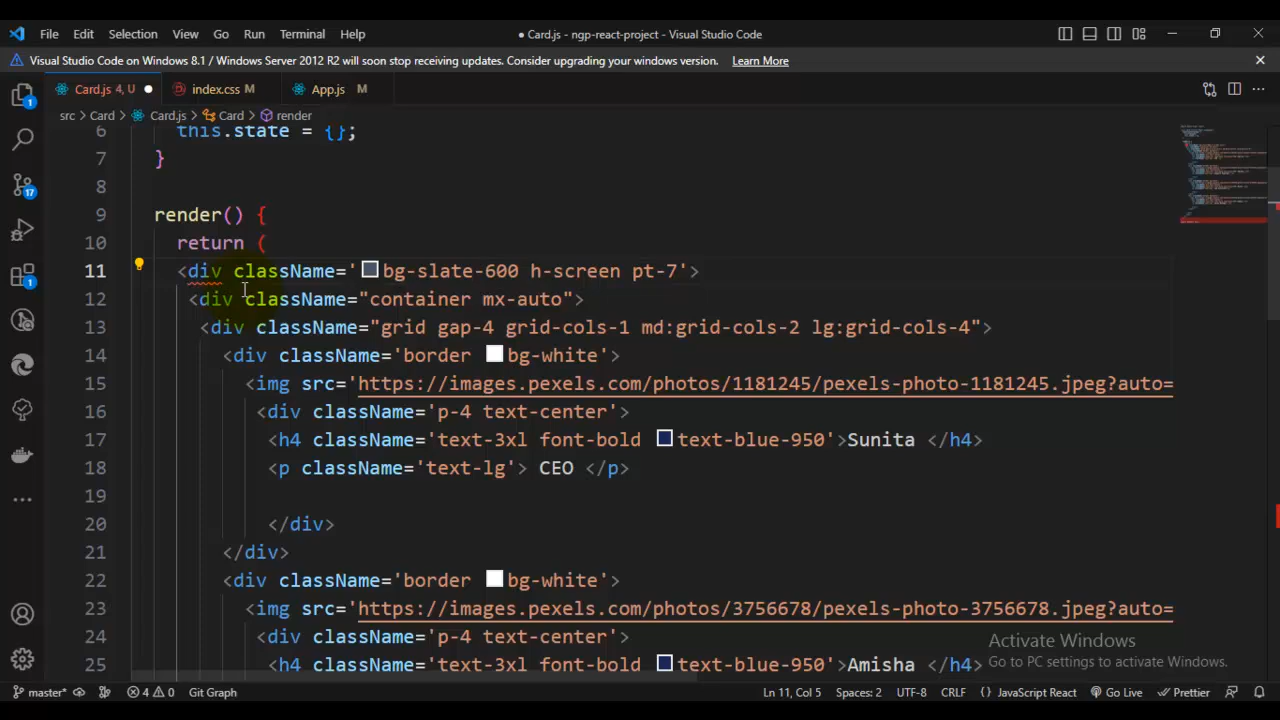 File Edit Selection View Go Run Terminal Help ● Card.js - ngp-react-project - Visual Studio Code
Visual Studio Code on Windows 8.1 / Windows Server 2012 R2 will soon stop receiving updates. Consider upgrading your windows version. Learn More
Card.js 4, U ● index.css M App.js M
src > Card > Card.js > Card > render
6 this.state = {};
7 }
8
9 render() {
10 return (
11 <div className='bg-slate-600 h-screen pt-7'>
12 <div className="container mx-auto">
13 <div className="grid gap-4 grid-cols-1 md:grid-cols-2 lg:grid-cols-4">
14 <div className='border bg-white'>
15 <img src='https://images.pexels.com/photos/1181245/pexels-photo-1181245.jpeg?auto=
16 <div className='p-4 text-center'>
17 <h4 className='text-3xl font-bold text-blue-950'>Sunita </h4>
18 <p className='text-lg'> CEO </p>
19
20 </div>
21 </div>
22 <div className='border bg-white'>
23 <img src='https://images.pexels.com/photos/3756678/pexels-photo-3756678.jpeg?auto=
24 <div className='p-4 text-center'>
25 <h4 className='text-3xl font-bold text-blue-950'>Amisha </h4>
1
17
1
Activate Windows
Go to PC settings to activate Windows.
master* 4 0 Git Graph Ln 11, Col 5 Spaces: 2 UTF-8 CRLF {} JavaScript React Go Live Prettier